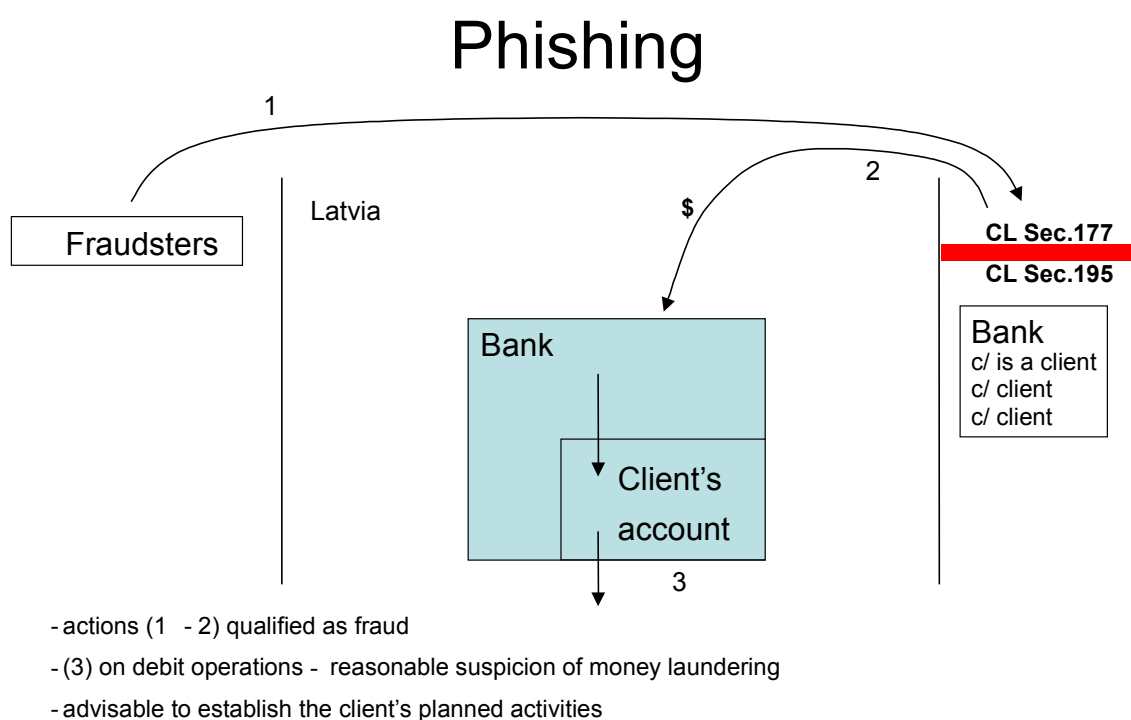 Phishing
1
2
Latvia
$
Fraudsters
CL Sec.177
CL Sec.195
Bank
Bank
c/ is a client
c/ client
c/ client
Client's
account
3
- actions (1 - 2) qualified as fraud
- (3) on debit operations - reasonable suspicion of money laundering
- advisable to establish the client's planned activities